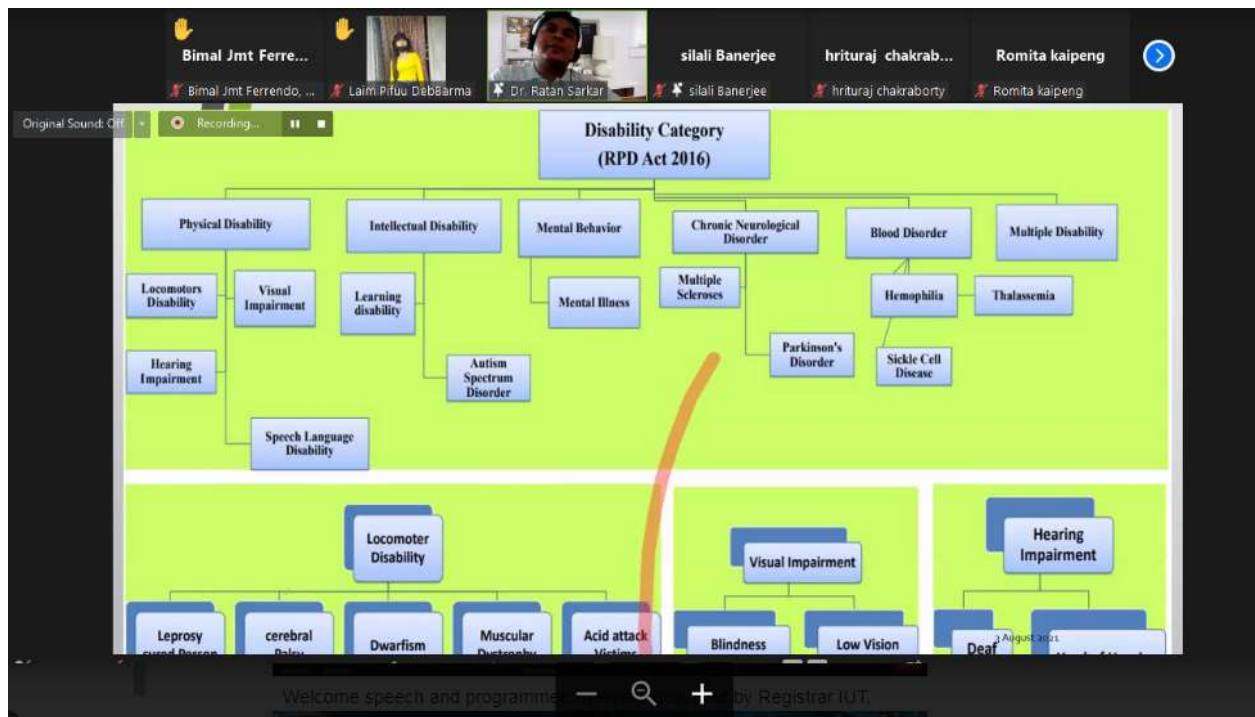 Bimal Jmt Ferre...
silali Banerjee
hrituraj chakrab...
Romita kaipeng
Bimal Jmt Ferrendo, ...
Laim Pifuu DebBarma
Dr. Ratan Sarkar
silali Banerjee
hrituraj chakraborty
Romita kaipeng
Original Sound: Off
Recording...
Disability Category
(RPD Act 2016)
Physical Disability
Intellectual Disability
Mental Behavior
Chronic Neurological
Disorder
Blood Disorder
Multiple Disability
Locomotors
Disability
Visual
Impairment
Learning
disability
Mental Illness
Multiple
Scleroses
Hemophilia
Thalassemia
Hearing
Impairment
Autism
Spectrum
Disorder
Parkinson's
Disorder
Sickle Cell
Disease
Speech Language
Disability
Locomoter
Disability
Visual Impairment
Hearing
Impairment
Leprosy
cured Person
cerebral
Palsy
Dwarfism
Muscular
Dystrophy
Acid attack
Victims
Blindness
Low Vision
Deaf
3 August 2021
Welcome speech and programme
by Registrar IUT,